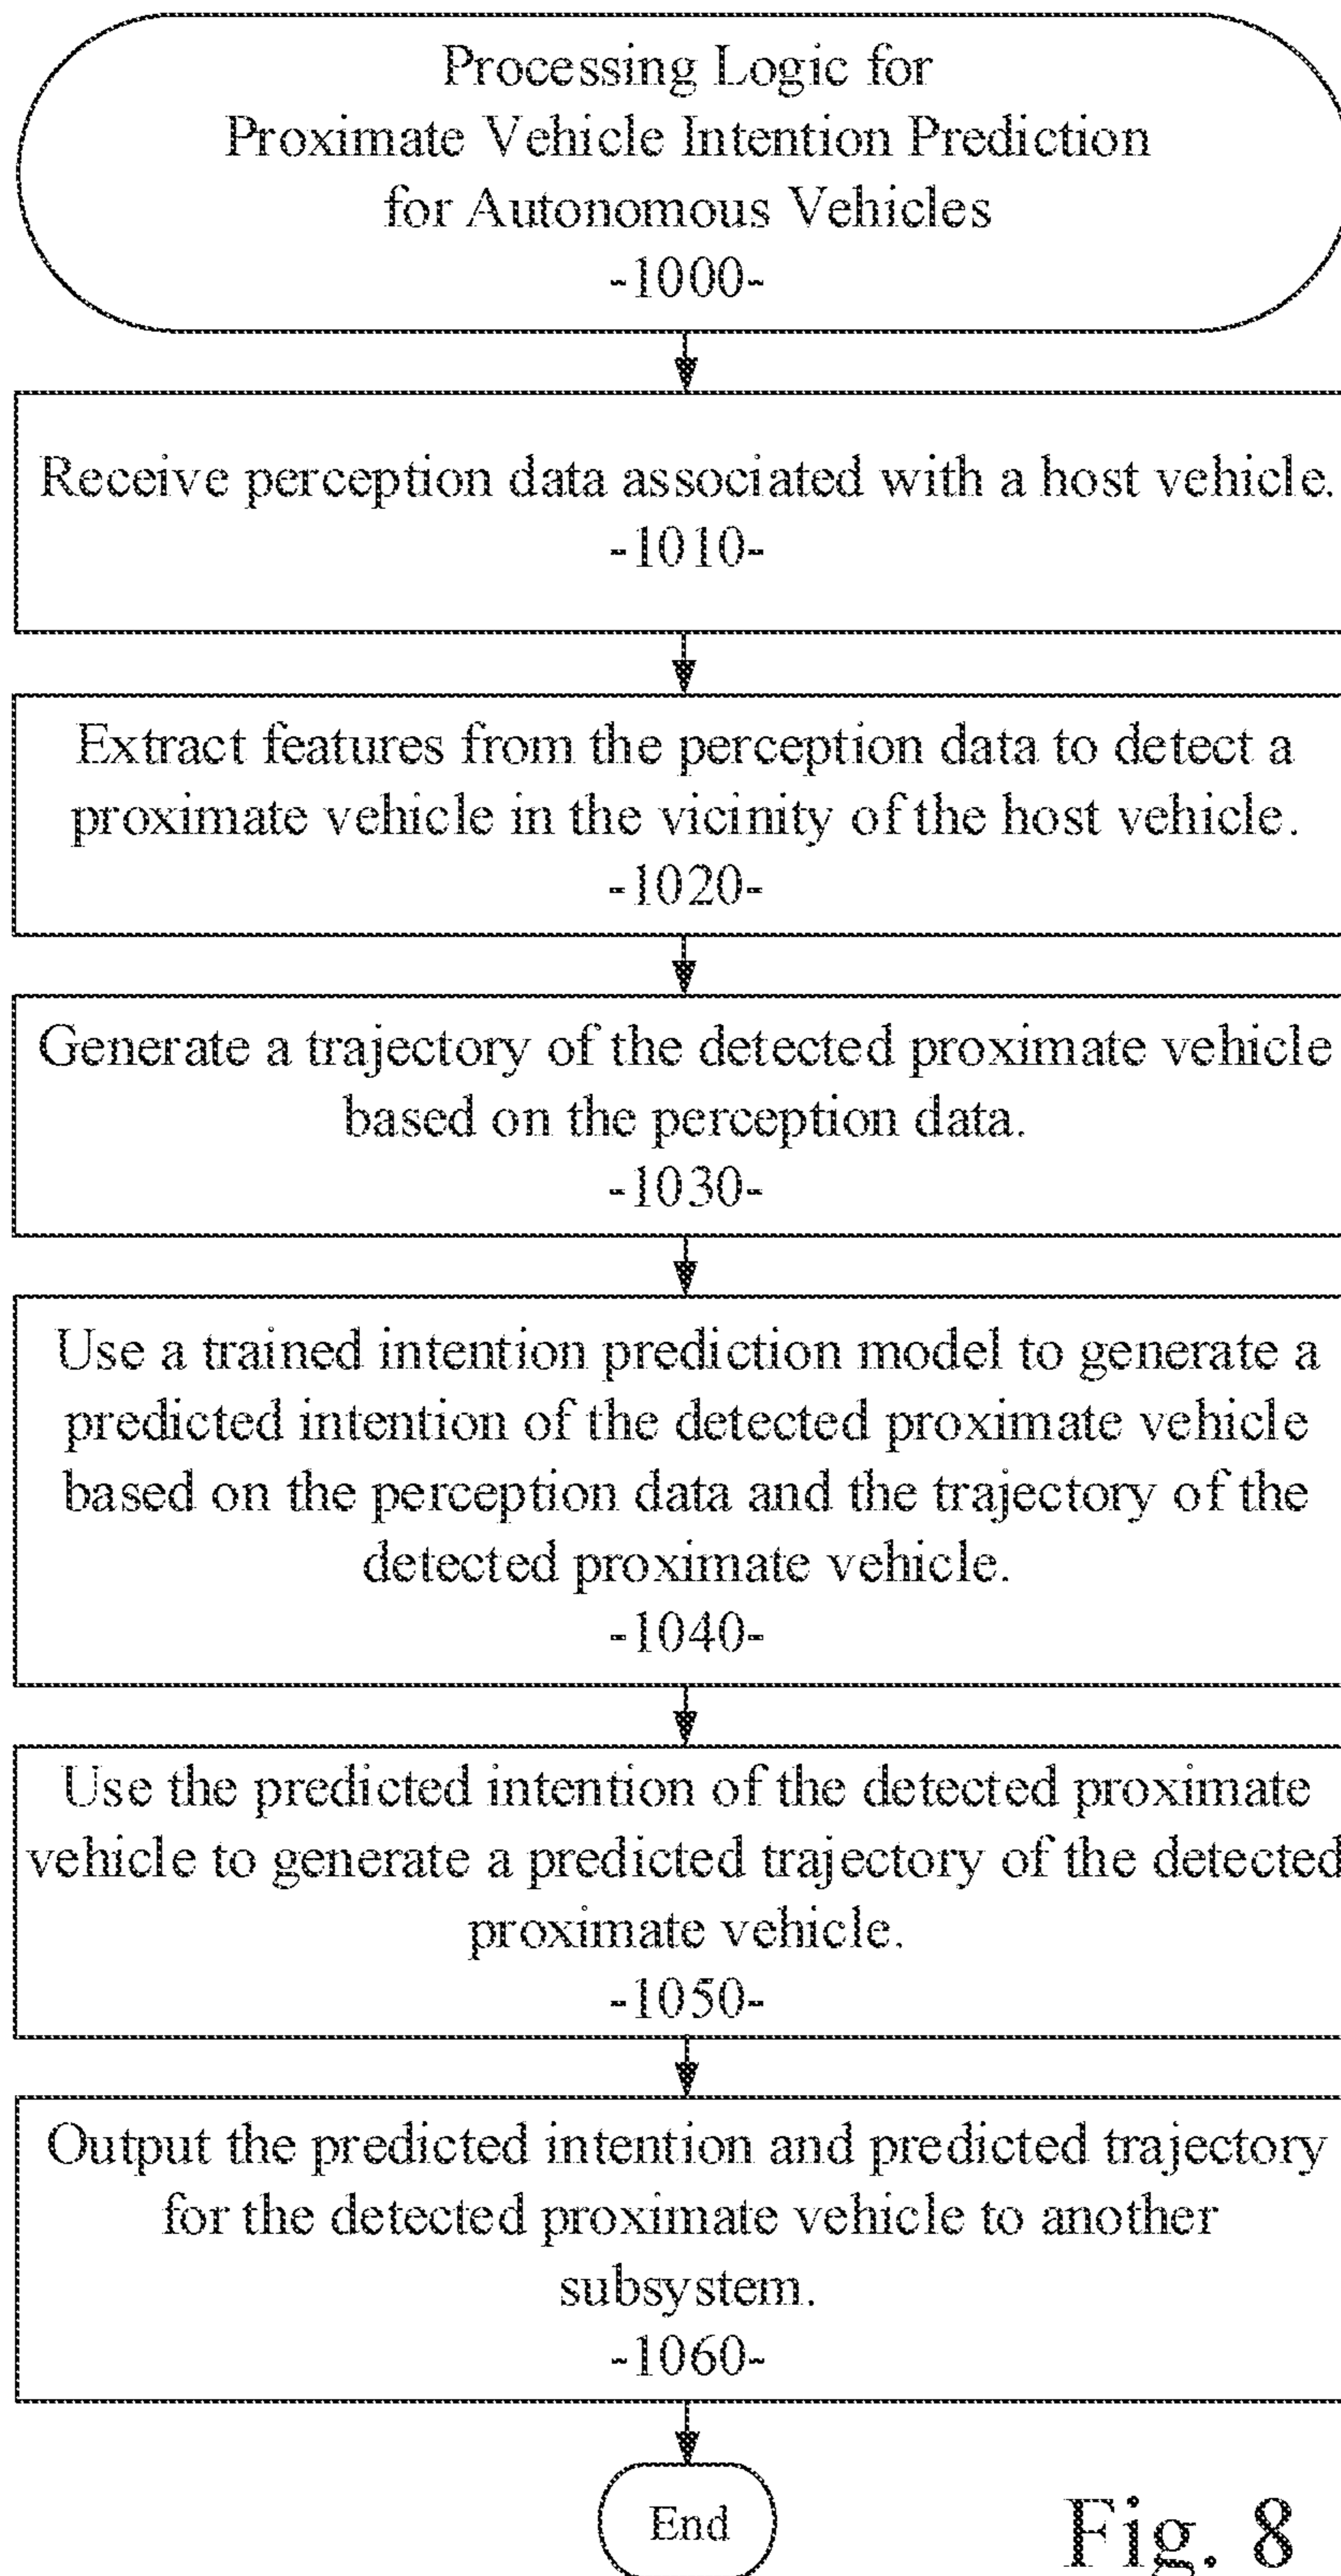 Processing Logic for
Proximate Vehicle Intention Prediction
for Autonomous Vehicles
-1000-
Receive perception data associated with a host vehicle.
-1010-
Extract features from the perception data to detect a
proximate vehicle in the vicinity of the host vehicle.
-1020-
Generate a trajectory of the detected proximate vehicle
based on the perception data.
-1030-
Use a trained intention prediction model to generate a
predicted intention of the detected proximate vehicle
based on the perception data and the trajectory of the
detected proximate vehicle.
-1040-
Use the predicted intention of the detected proximate
vehicle to generate a predicted trajectory of the detected
proximate vehicle.
-1050-
Output the predicted intention and predicted trajectory
for the detected proximate vehicle to another
subsystem.
-1060-
End
Fig. 8